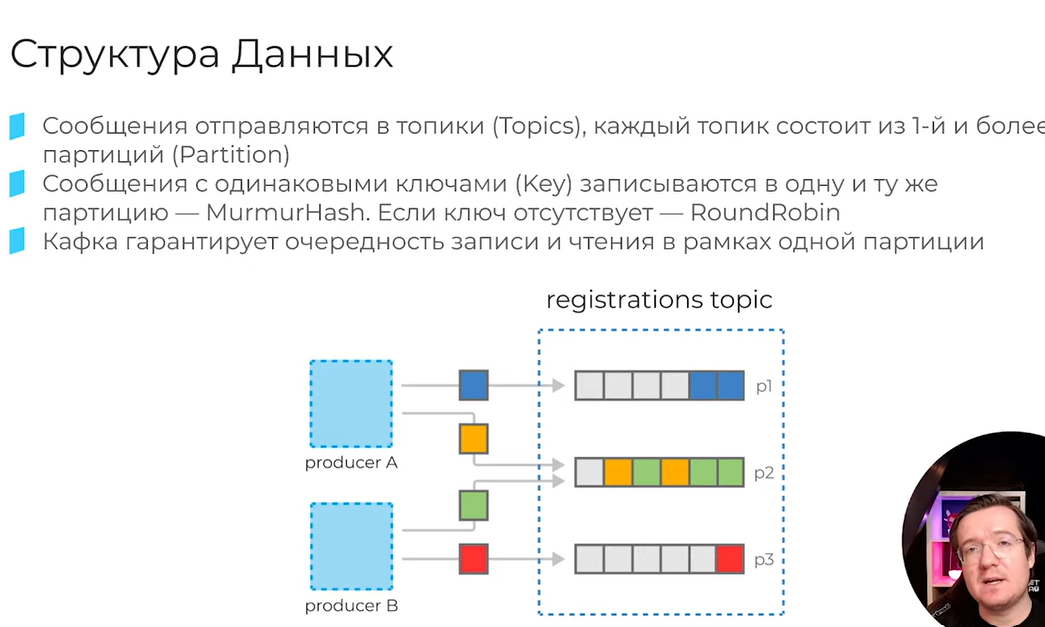 Структура Данных
Сообщения отправляются в топики (Topics), каждый топик состоит из 1-й и более
партиций (Partition)
Сообщения с одинаковыми ключами (Key) записываются в одну и ту же
партицию — MurmurHash. Если ключ отсутствует — RoundRobin
Кафка гарантирует очередность записи и чтения в рамках одной партиции
registrations topic
p1
producer A
p2
p3
producer B